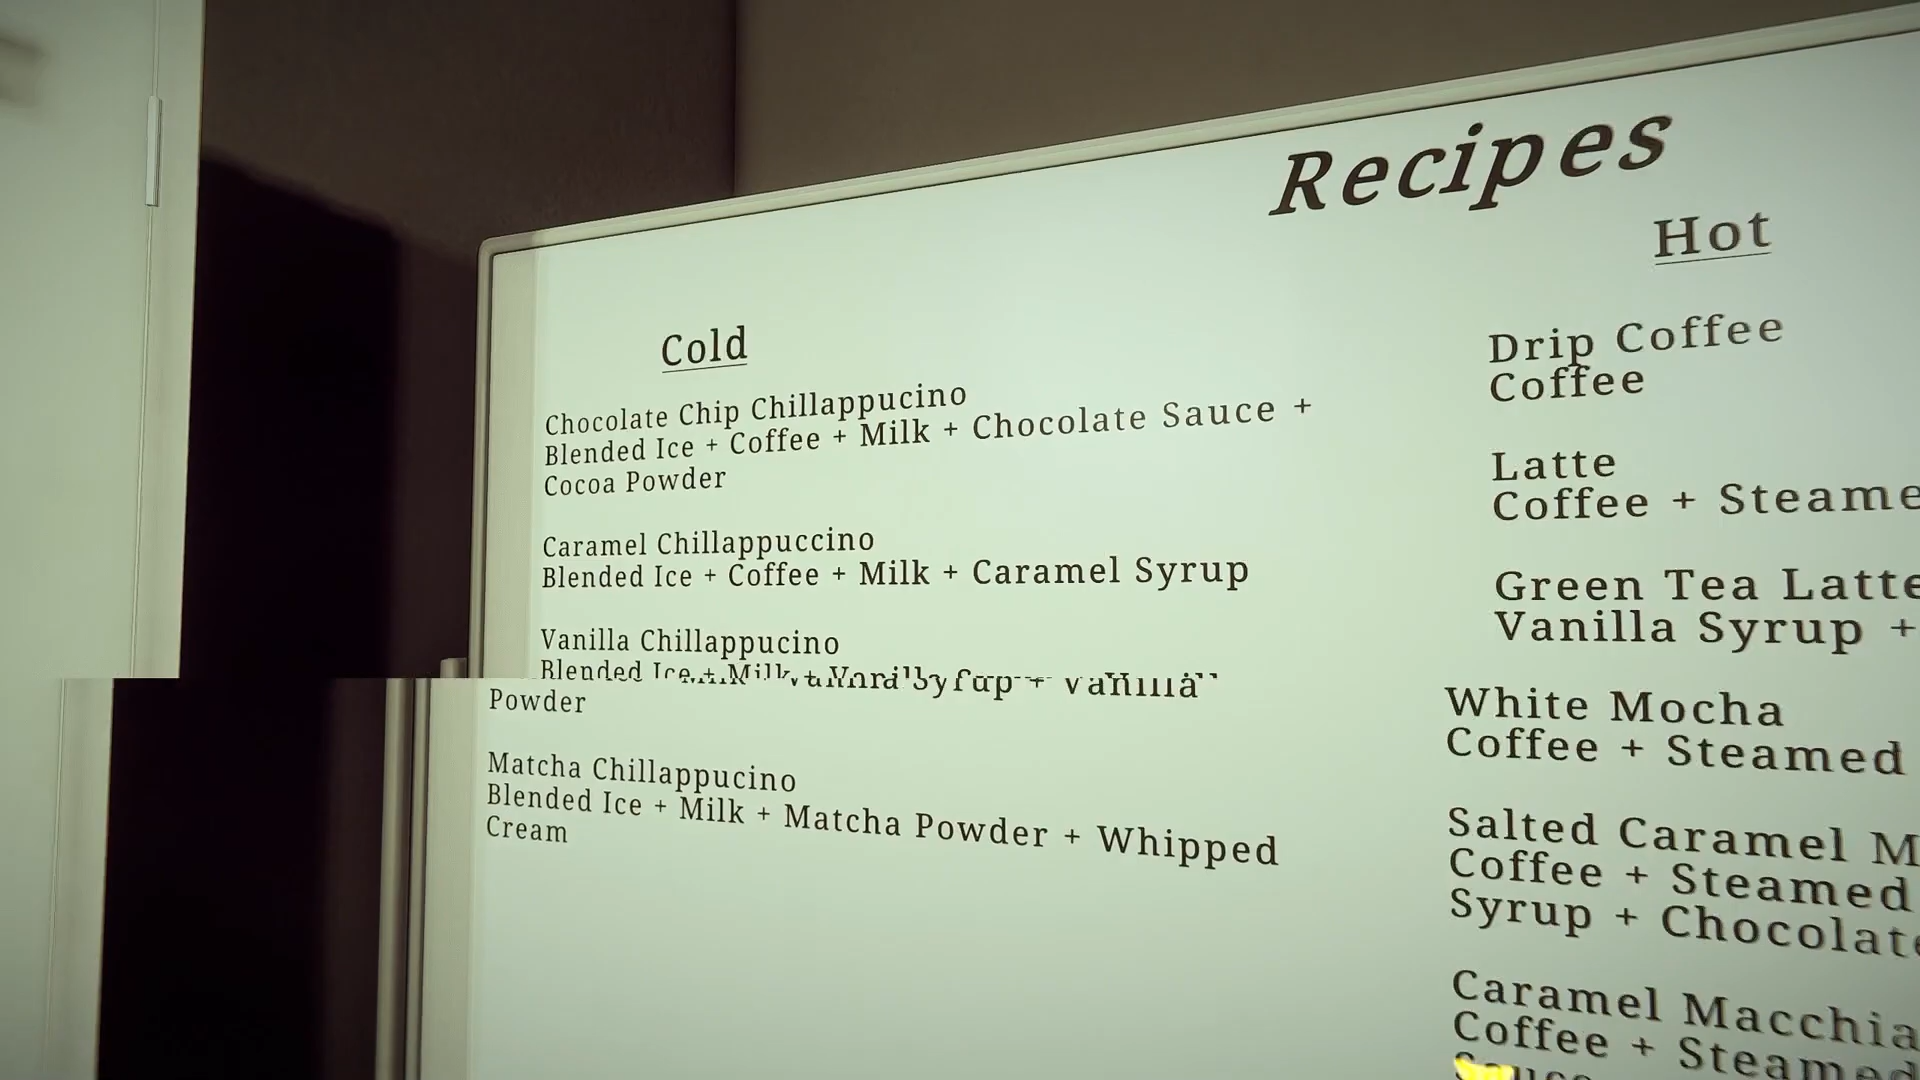 Recipes
Cold
Chocolate Chip Chillappucino
Blended Ice + Coffee + Milk + Chocolate Sauce +
Cocoa Powder
Caramel Chillappuccino
Blended Ice + Coffee + Milk + Caramel Syrup
Vanilla Chillappucino
Blended Ice + Milk +
Powder
Matcha Chillappucino
Blended Ice + Milk + Matcha Powder + Whipped
Cream
Hot
Drip Coffee
Coffee
Latte
Coffee + Steame
Green Tea Latte
Vanilla Syrup +
White Mocha
Coffee + Steamed
Salted Caramel M
Coffee + Steamed
Syrup + Chocolate
Caramel Macchia
Coffee + Steamed